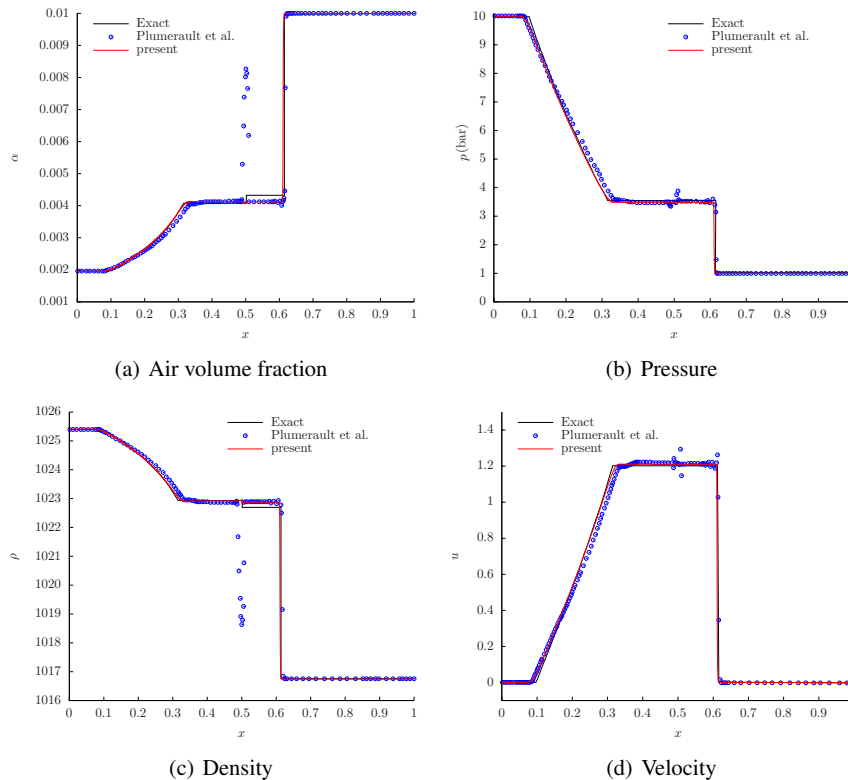 0.01
0.009
0.008
0.007
0.006
0.005
0.004
0.003
0.002
0.001
α
0 0.1 0.2 0.3 0.4 0.5 0.6 0.7 0.8 0.9 1
x
Exact
Plumerault et al.
present
(a) Air volume fraction
10
9
8
7
6
5
4
3
2
1
0
p (bar)
0 0.1 0.2 0.3 0.4 0.5 0.6 0.7 0.8 0.9
x
Exact
Plumerault et al.
present
(b) Pressure
1026
1025
1024
1023
1022
1021
1020
1019
1018
1017
1016
ρ
0 0.1 0.2 0.3 0.4 0.5 0.6 0.7 0.8 0.9 1
x
Exact
Plumerault et al.
present
(c) Density
1.4
1.2
1
0.8
0.6
0.4
0.2
0
u
0 0.1 0.2 0.3 0.4 0.5 0.6 0.7 0.8 0.9
x
Exact
Plumerault et al.
present
(d) Velocity